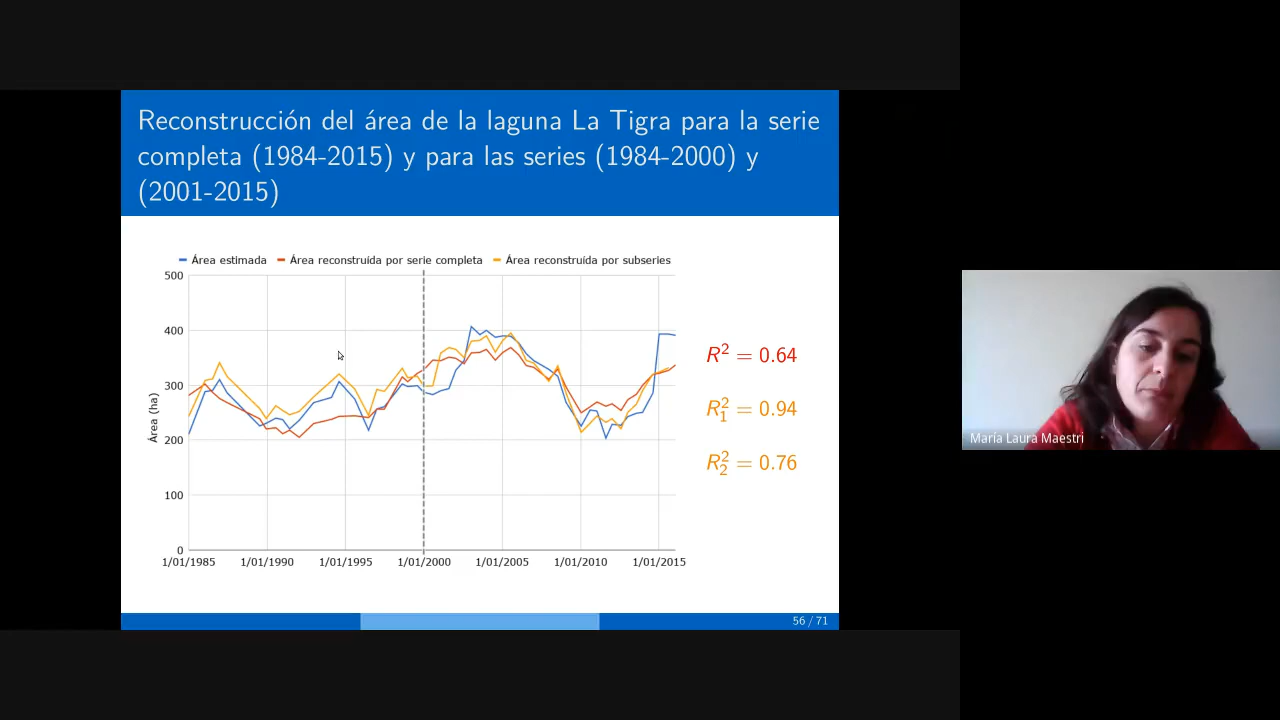 Reconstrucción del área de la laguna La Tigra para la serie
completa (1984-2015) y para las series (1984-2000) y
(2001-2015)
Área estimada Área reconstruída por serie completa Área reconstruída por subseries
500
400
300
200
100
0
Área (ha)
1/01/1985 1/01/1990 1/01/1995 1/01/2000 1/01/2005 1/01/2010 1/01/2015
R² = 0.64
R₁² = 0.94
R₂² = 0.76
56 / 71
María Laura Maestri